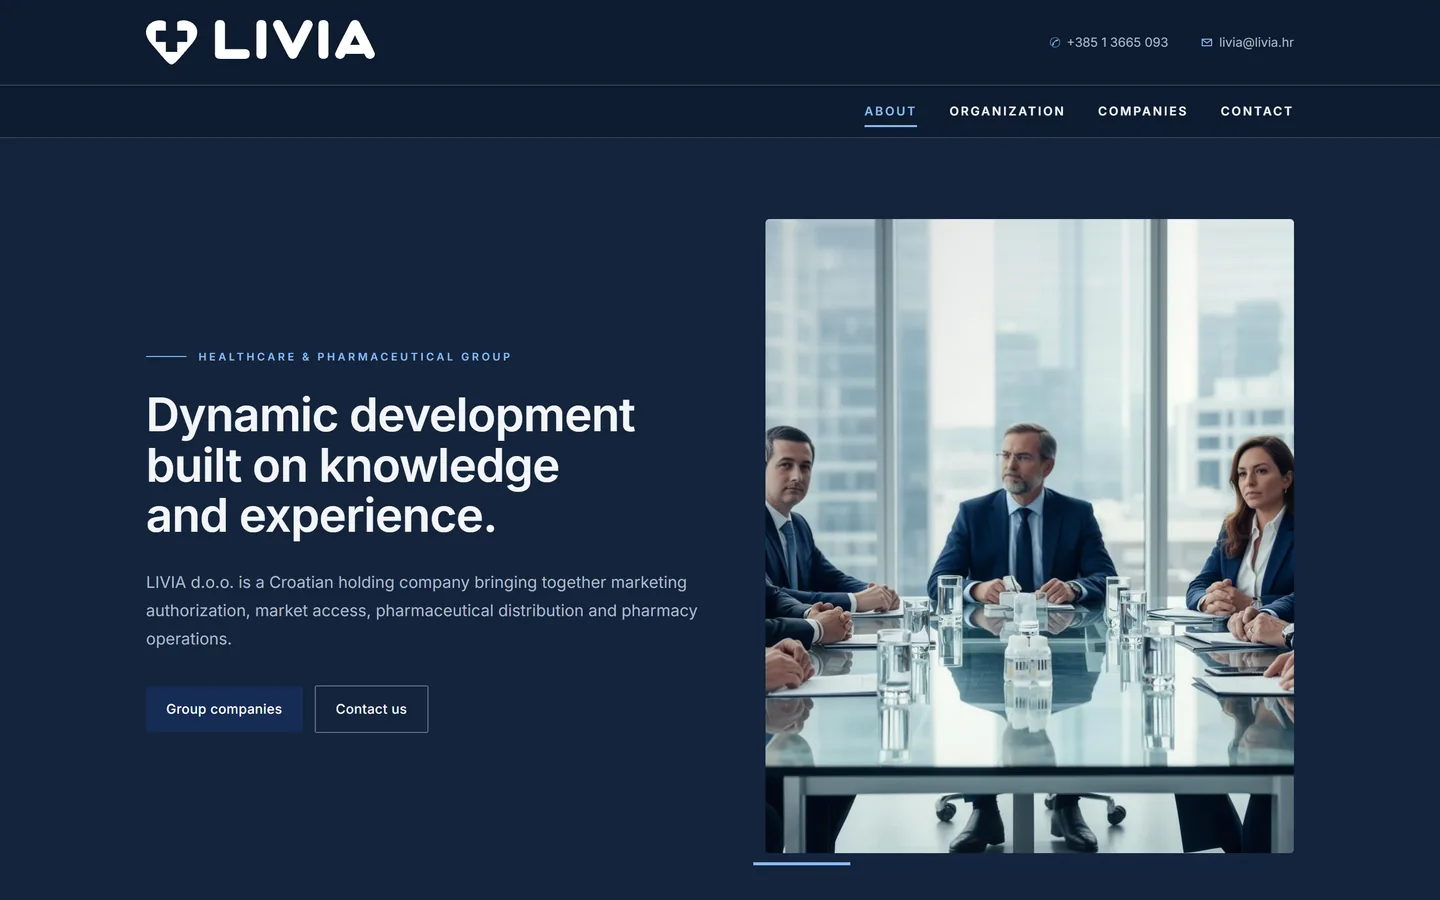 LIVIA
+385 1 3665 093
livia@livia.hr
ABOUT
ORGANIZATION
COMPANIES
CONTACT
HEALTHCARE & PHARMACEUTICAL GROUP
Dynamic development
built on knowledge
and experience.
LIVIA d.o.o. is a Croatian holding company bringing together marketing
authorization, market access, pharmaceutical distribution and pharmacy
operations.
Group companies
Contact us